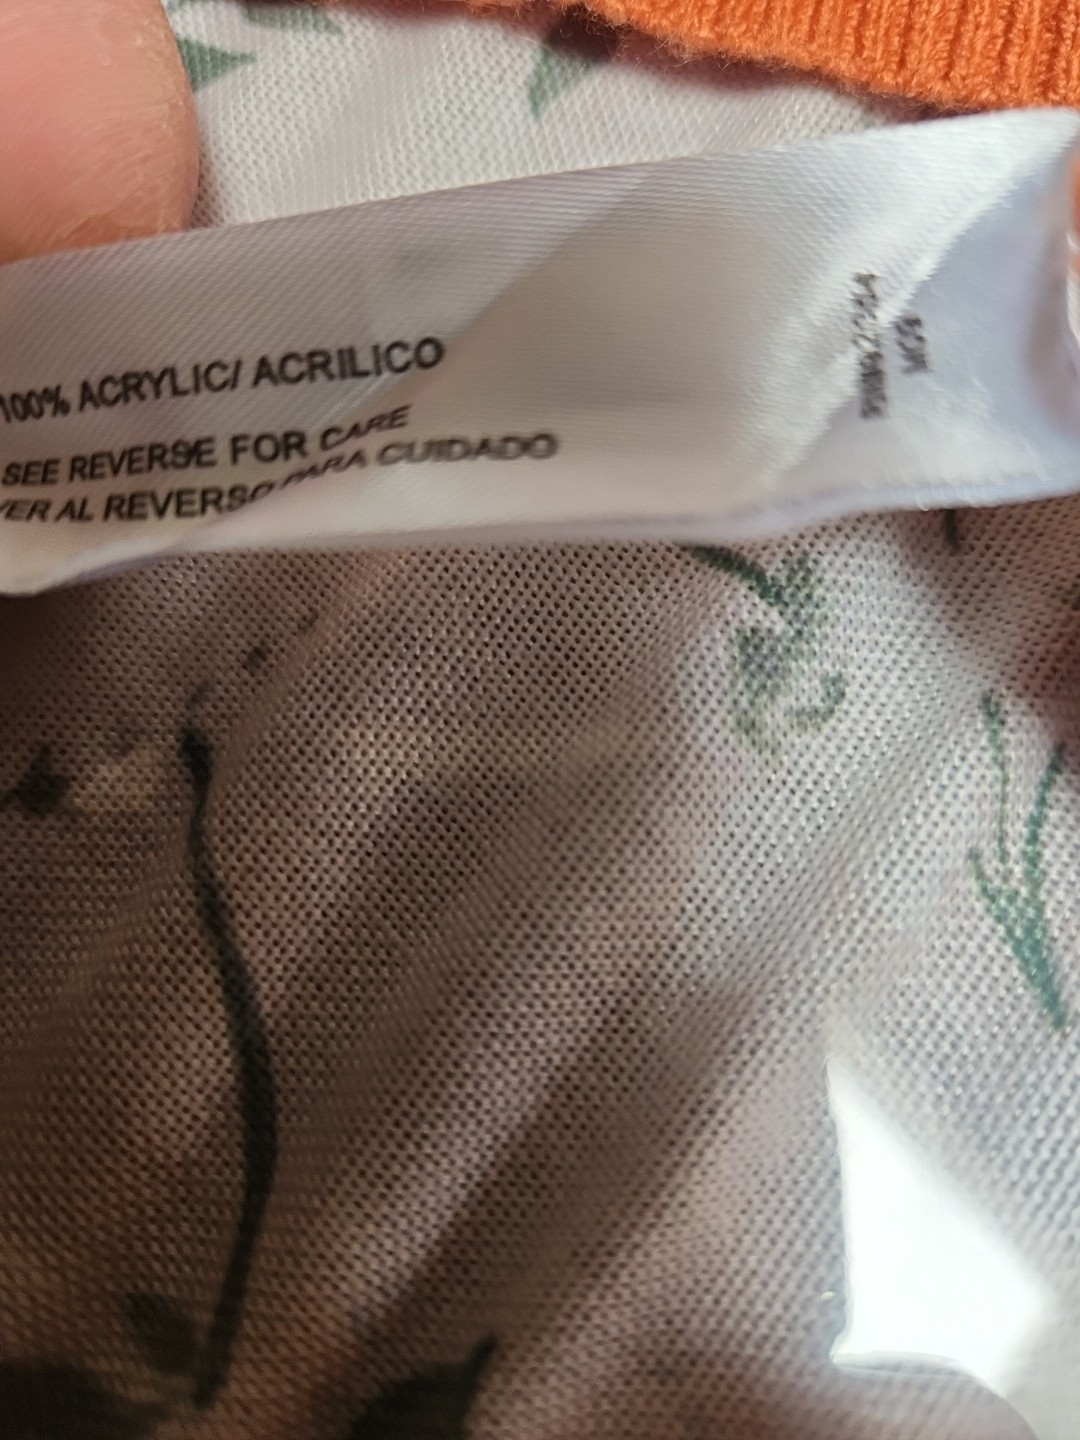 100% ACRYLIC/ ACRILICO
SEE REVERSE FOR CARE
VER AL REVERSO PARA CUIDADO